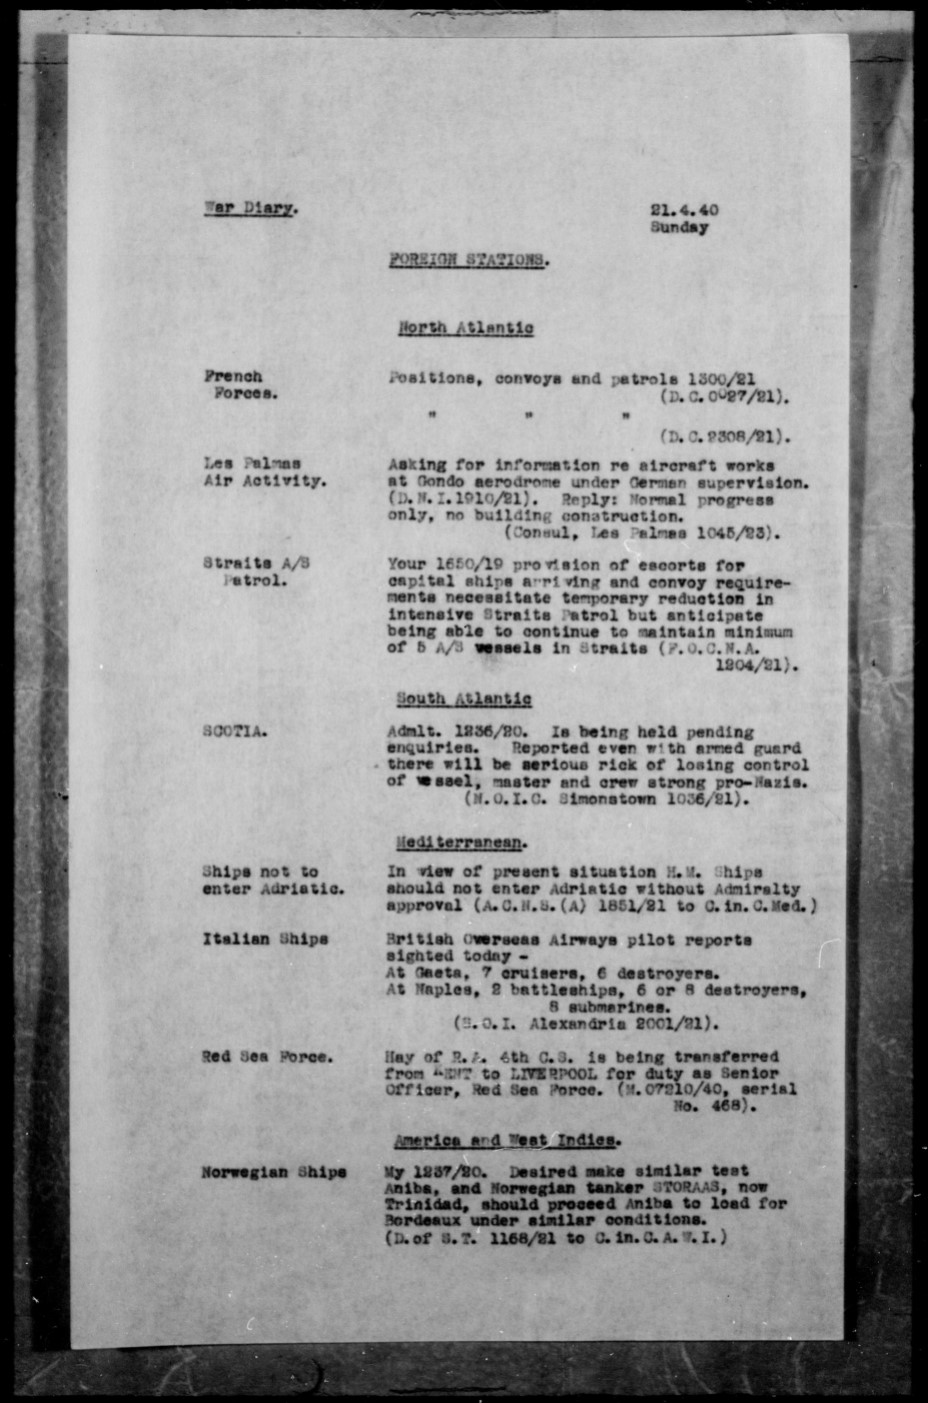 War Diary.
21.4.40
Sunday
FOREIGN STATIONS.
North Atlantic
French
Forces.
Positions, convoys and patrols 1300/21
(D.C.0027/21).
" " "
(D.C.2308/21).
Les Palmas
Air Activity.
Asking for information re aircraft works
at Gondo aerodrome under German supervision.
(D.N.I.1910/21). Reply: Normal progress
only, no building construction.
(Consul, Les Palmas 1045/23).
Straits A/S
Patrol.
Your 1650/19 provision of escorts for
capital ships arriving and convoy require-
ments necessitate temporary reduction in
intensive Straits Patrol but anticipate
being able to continue to maintain minimum
of 5 A/S vessels in Straits (F.O.C.N.A.
1204/21).
South Atlantic
SCOTIA.
Admlt. 1236/20. Is being held pending
enquiries. Reported even with armed guard
there will be serious rick of losing control
of vessel, master and crew strong pro-Nazis.
(N.O.I.C. Simonstown 1036/21).
Mediterranean.
Ships not to
enter Adriatic.
In view of present situation H.M. Ships
should not enter Adriatic without Admiralty
approval (A.C.N.S.(A) 1851/21 to C.in.C.Med.)
Italian Ships
British Overseas Airways pilot reports
sighted today -
At Gaeta, 7 cruisers, 6 destroyers.
At Naples, 2 battleships, 6 or 8 destroyers,
8 submarines.
(S.O.I. Alexandria 2001/21).
Red Sea Force.
Hay of R.A. 4th C.S. is being transferred
from to LIVERPOOL for duty as Senior
Officer, Red Sea Force. (M.07210/40, serial
No. 468).
America and West Indies.
Norwegian Ships
My 1237/20. Desired make similar test
Aniba, and Norwegian tanker STORAAS, now
Trinidad, should proceed Aniba to load for
Bordeaux under similar conditions.
(D.of S.T. 1168/21 to C.in.C.A.W.I.)